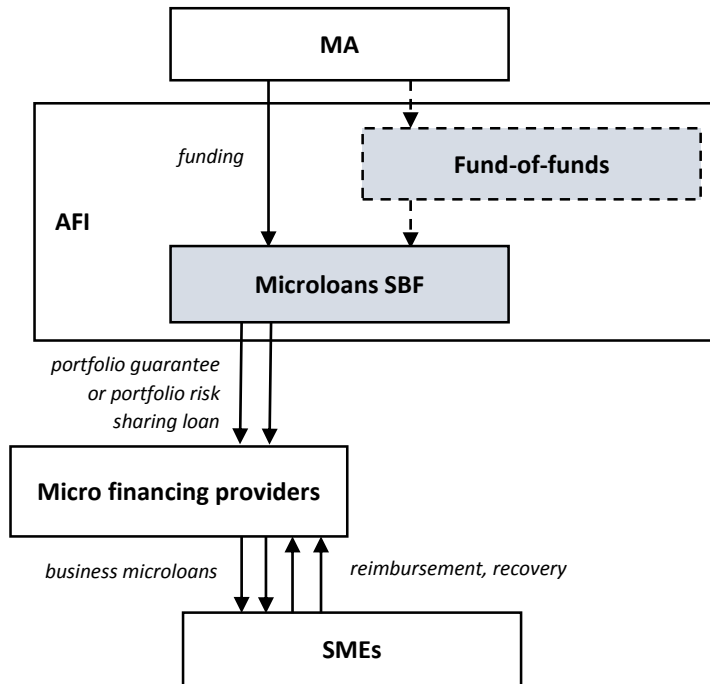 MA
funding
Fund-of-funds
AFI
Microloans SBF
portfolio guarantee
or portfolio risk
sharing loan
Micro financing providers
business microloans
reimbursement, recovery
SMEs